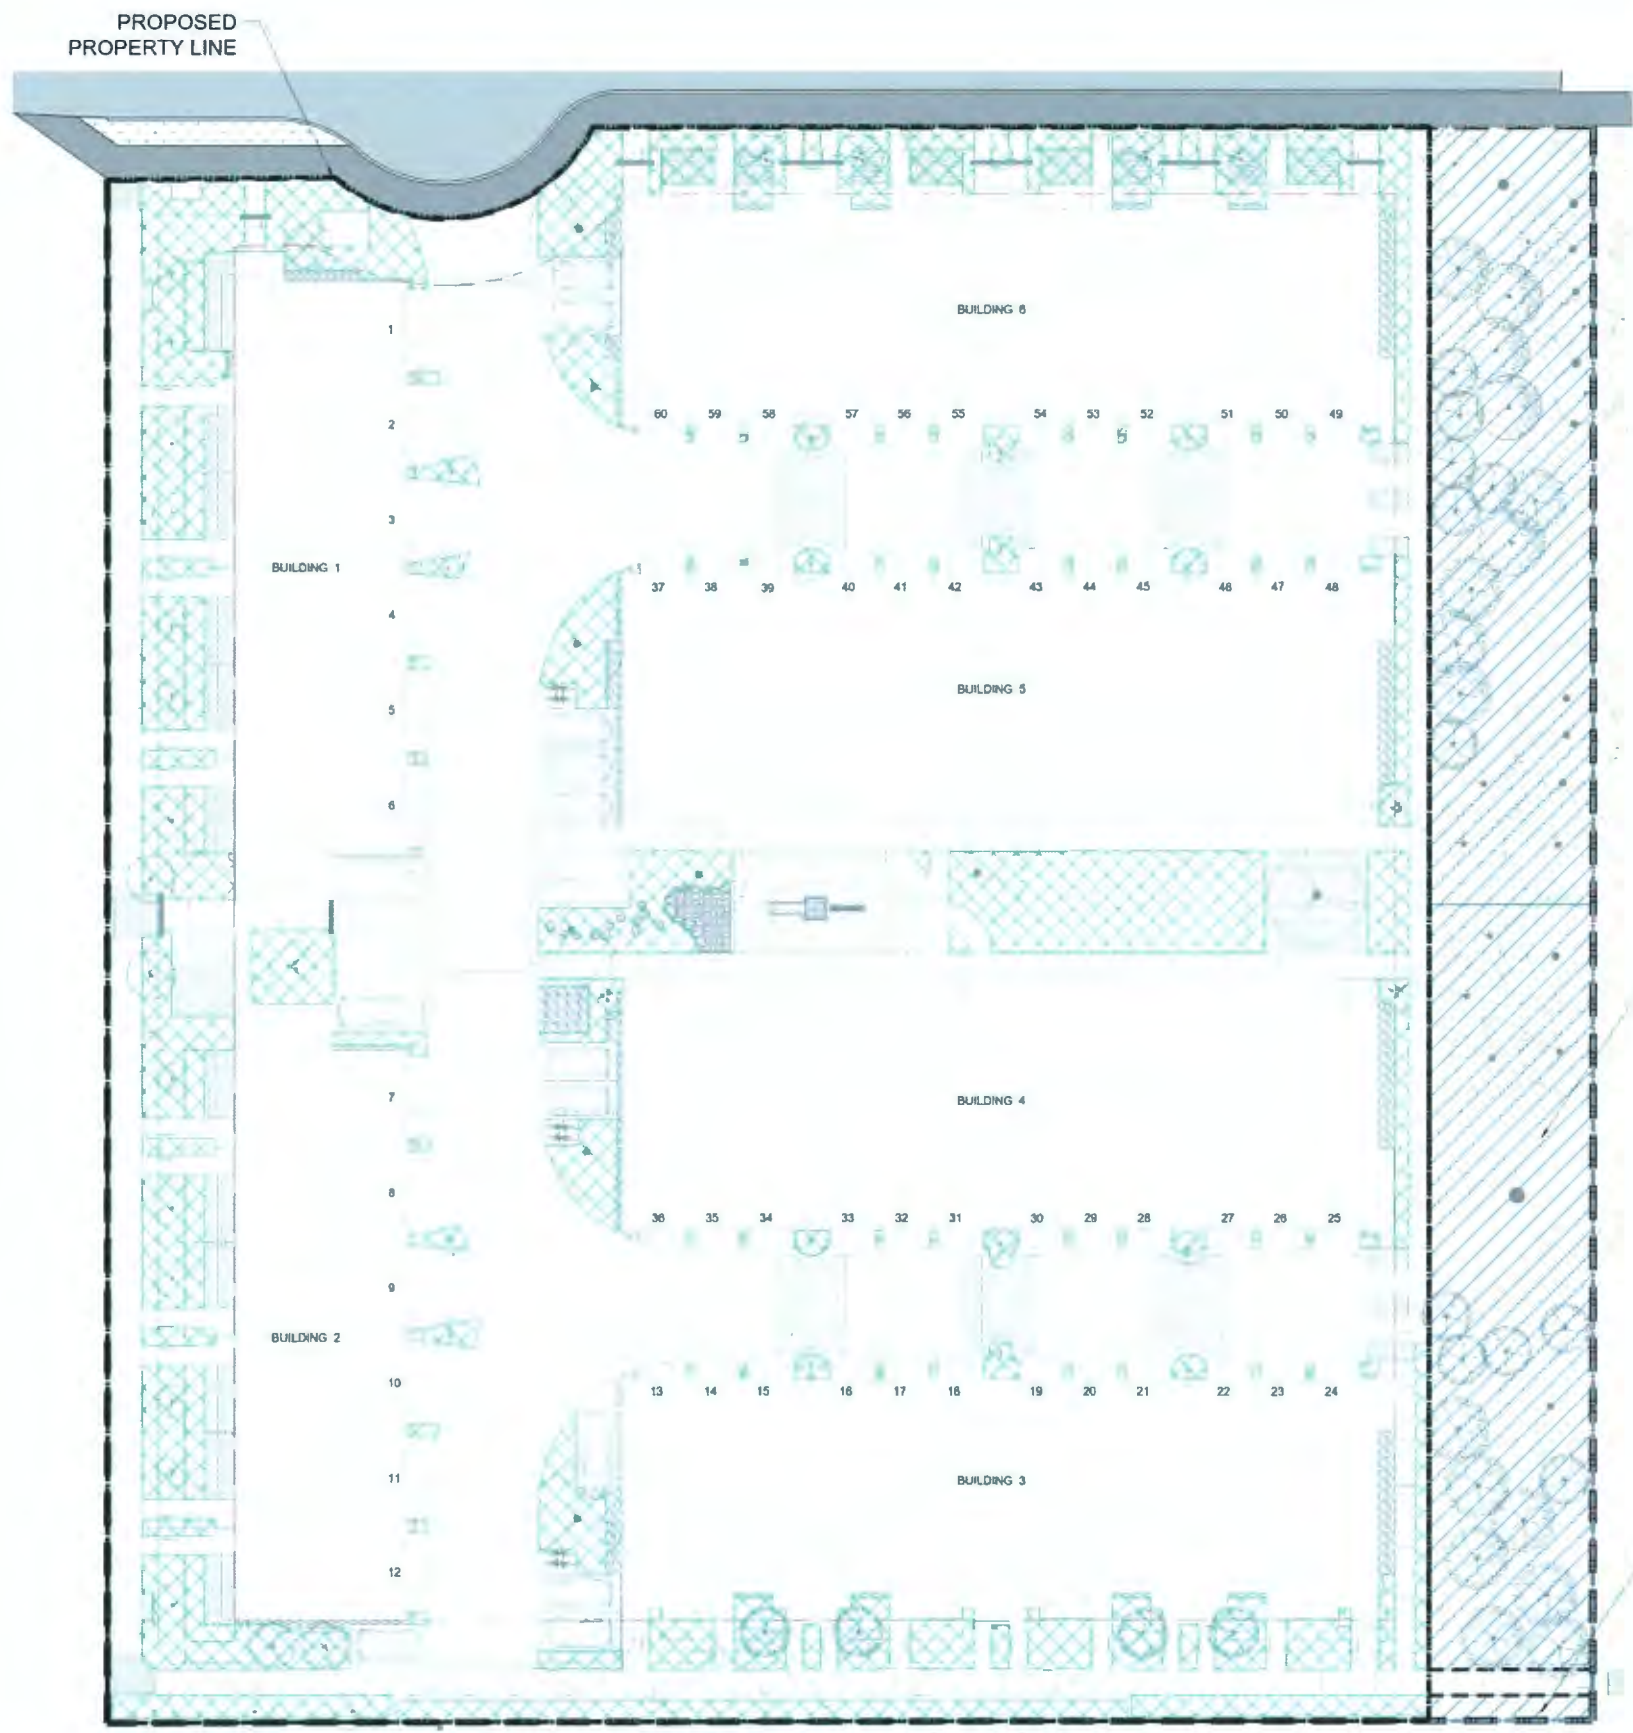 PROPOSED
PROPERTY LINE
BUILDING 6
1
60 59 58 57 56 55 54 53 52 51 50 49
2
3
BUILDING 1
37 38 39 40 41 42 43 44 45 46 47 48
4
BUILDING 5
5
6
7
BUILDING 4
8
36 35 34 33 32 31 30 29 28 27 26 25
9
BUILDING 2
10
13 14 15 16 17 18 19 20 21 22 23 24
11
BUILDING 3
12